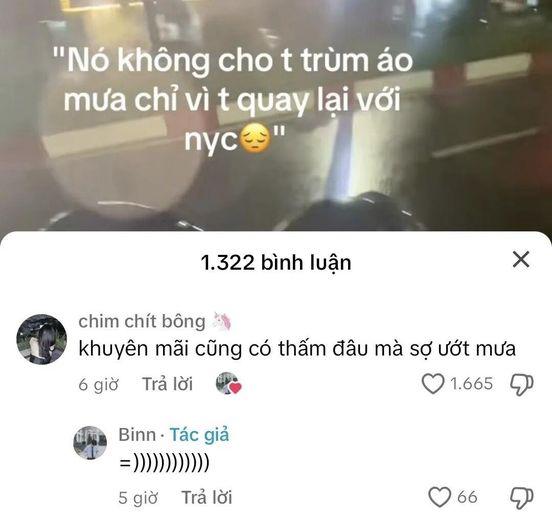 "Nó không cho t trùm áo
mưa chỉ vì t quay lại với
nyc😔"
1.322 bình luận
chim chít bông 🦄
khuyên mãi cũng có thấm đâu mà sợ ướt mưa
6 giờ Trả lời 1.665
Binn · Tác giả
=))))))))))))
5 giờ Trả lời 66